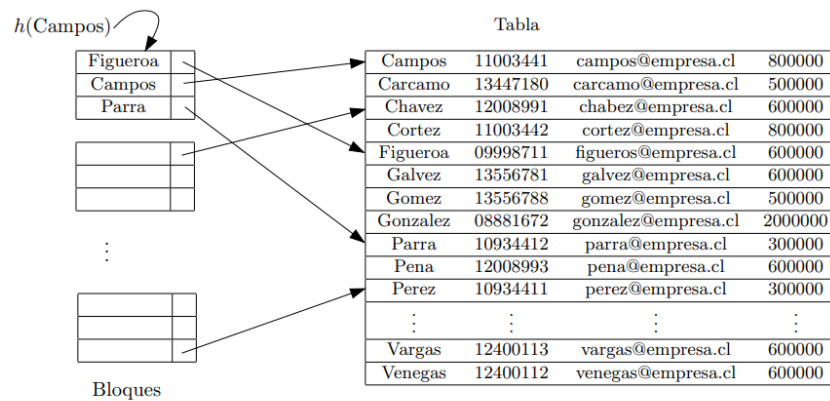 h(Campos)
Figueroa
Campos
Parra
⋮
Bloques
Tabla
Campos 11003441 campos@empresa.cl 800000
Carcamo 13447180 carcamo@empresa.cl 500000
Chavez 12008991 chabez@empresa.cl 600000
Cortez 11003442 cortez@empresa.cl 800000
Figueroa 09998711 figueros@empresa.cl 600000
Galvez 13556781 galvez@empresa.cl 600000
Gomez 13556788 gomez@empresa.cl 500000
Gonzalez 08881672 gonzalez@empresa.cl 2000000
Parra 10934412 parra@empresa.cl 300000
Pena 12008993 pena@empresa.cl 600000
Perez 10934411 perez@empresa.cl 300000
⋮ ⋮ ⋮ ⋮
Vargas 12400113 vargas@empresa.cl 600000
Venegas 12400112 venegas@empresa.cl 600000